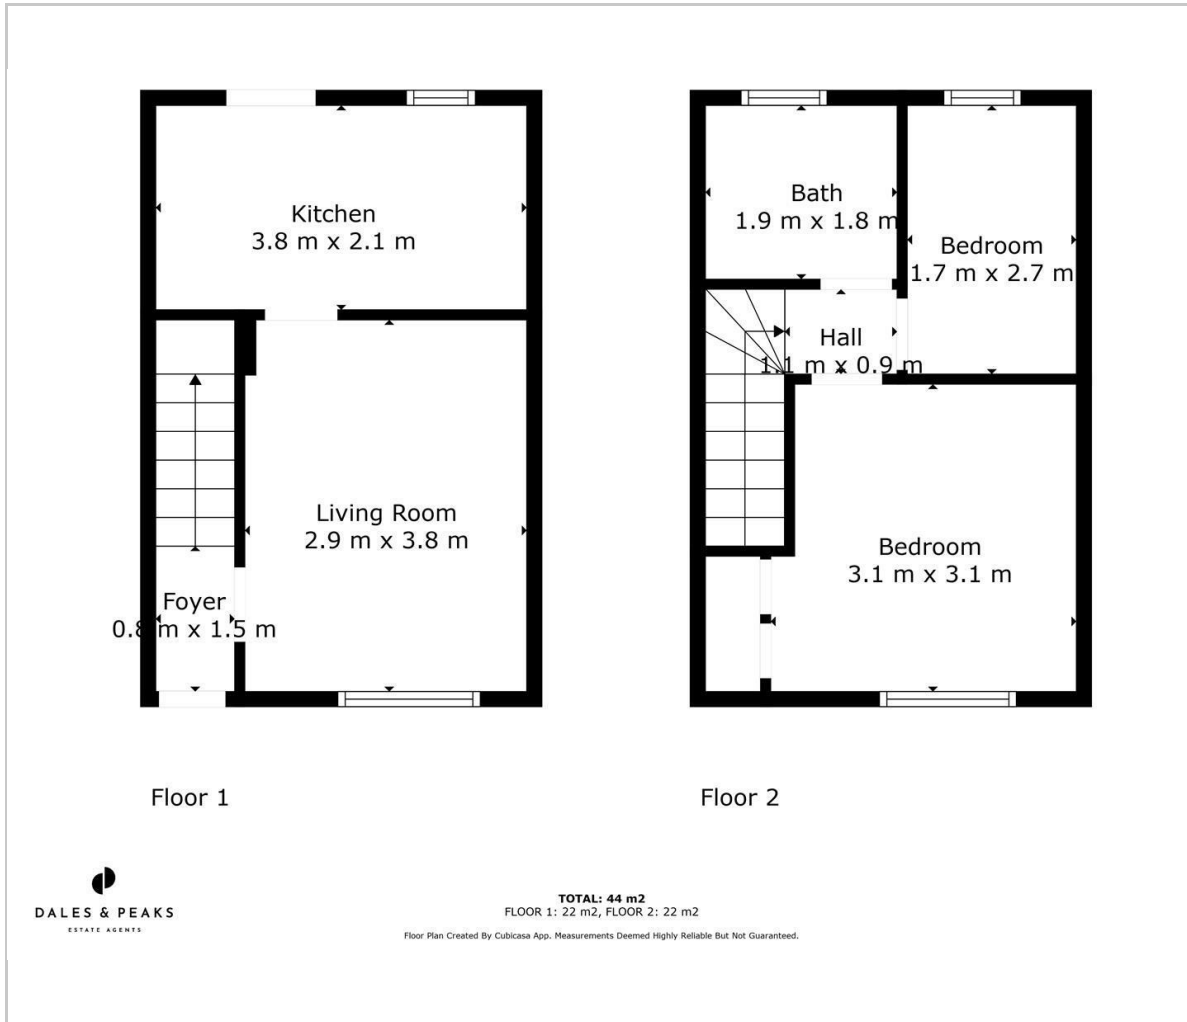 Kitchen
3.8 m x 2.1 m
Living Room
2.9 m x 3.8 m
Foyer
0.8 m x 1.5 m
Floor 1
Bath
1.9 m x 1.8 m
Bedroom
1.7 m x 2.7 m
Hall
1.1 m x 0.9 m
Bedroom
3.1 m x 3.1 m
Floor 2
DALES & PEAKS
ESTATE AGENTS
TOTAL: 44 m2
FLOOR 1: 22 m2, FLOOR 2: 22 m2
Floor Plan Created By Cubicasa App. Measurements Deemed Highly Reliable But Not Guaranteed.